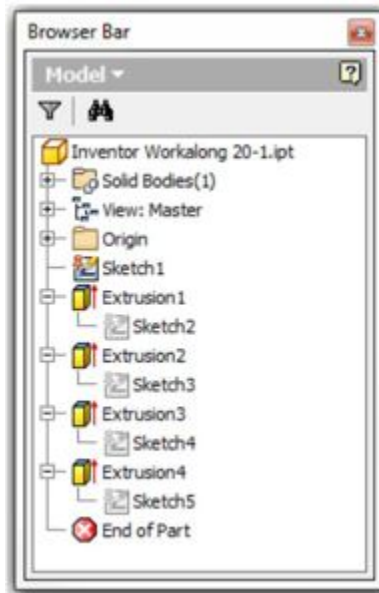 Browser Bar
Model
Inventor Workalong 20-1.ipt
Solid Bodies(1)
View: Master
Origin
Sketch1
Extrusion1
Sketch2
Extrusion2
Sketch3
Extrusion3
Sketch4
Extrusion4
Sketch5
End of Part